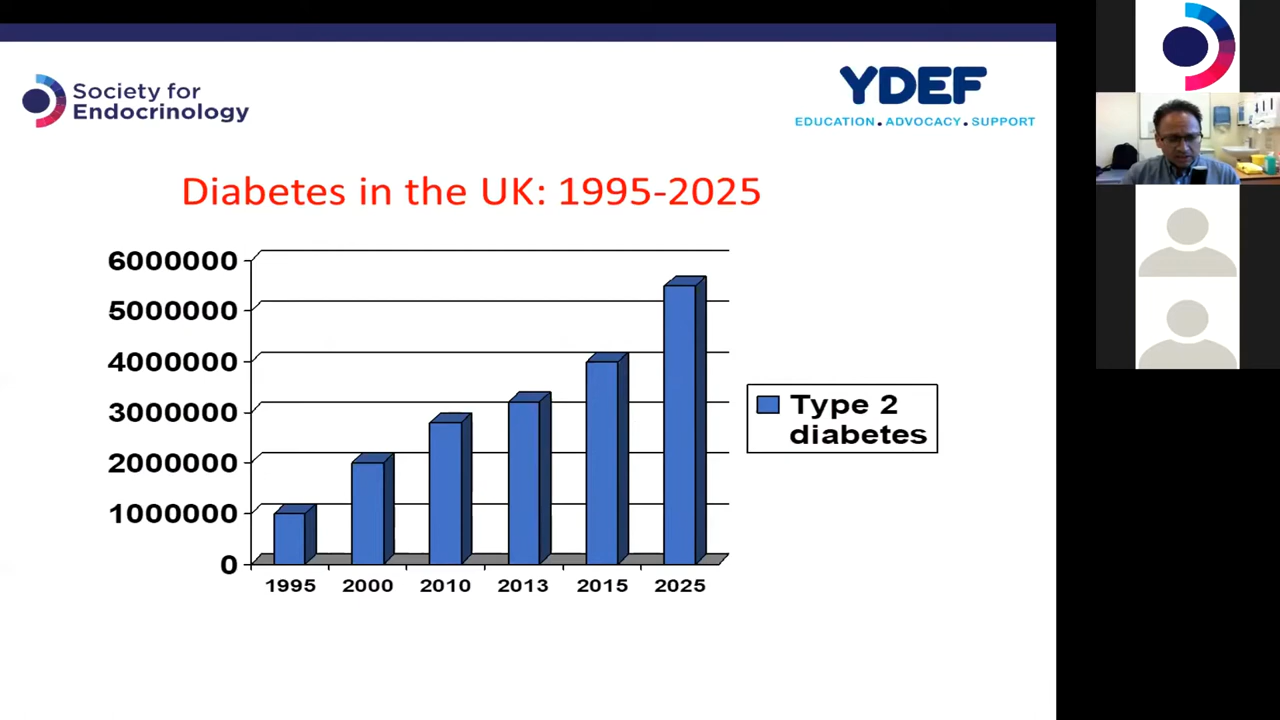 Society for
Endocrinology
YDEF
EDUCATION. ADVOCACY. SUPPORT
Diabetes in the UK: 1995-2025
6000000
5000000
4000000
3000000
2000000
1000000
0
1995 2000 2010 2013 2015 2025
Type 2
diabetes